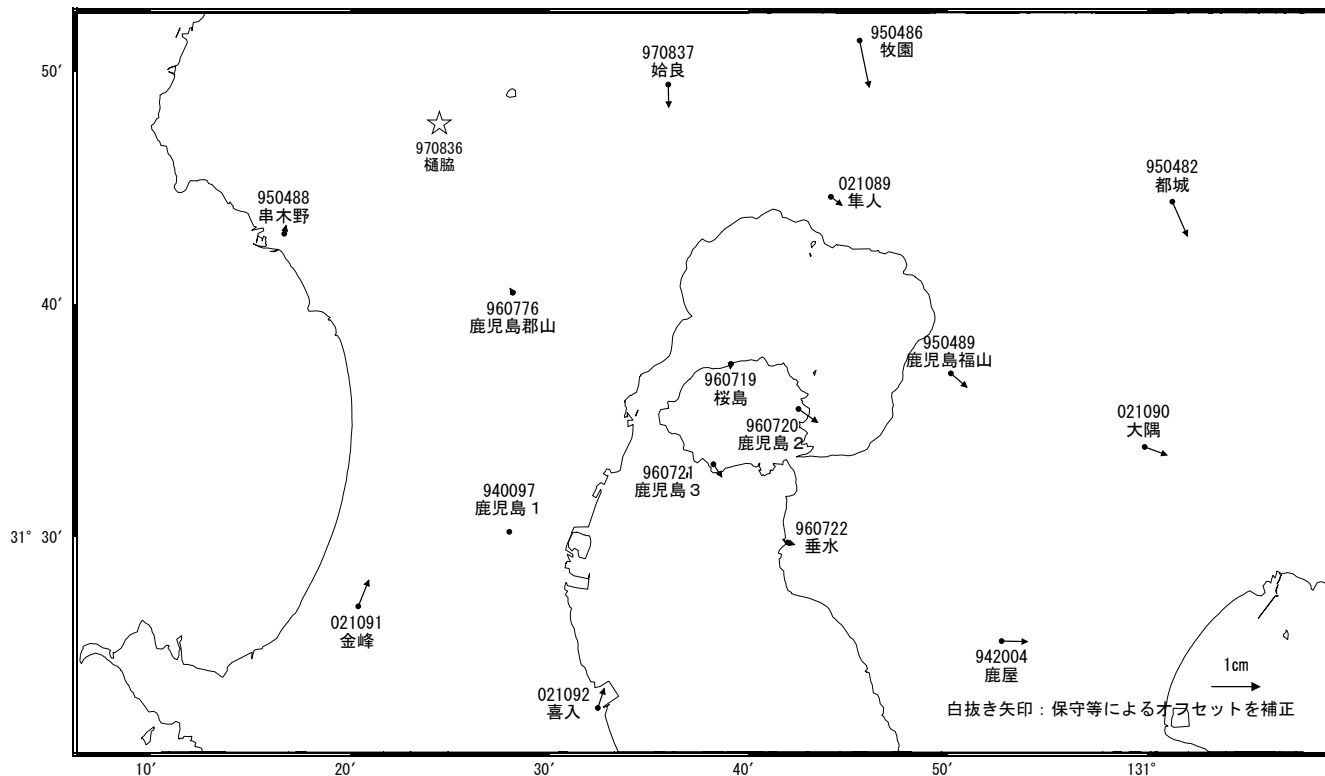 950486
牧園
970837
姶良
50′
970836
樋脇
950482
都城
021089
隼人
950488
串木野
40′
960776
鹿児島郡山
950489
鹿児島福山
960719
桜島
021090
大隅
960720
鹿児島２
960721
鹿児島３
940097
鹿児島１
31° 30′
960722
垂水
021091
金峰
942004
鹿屋
1cm
021092
喜入
白抜き矢印：保守等によるオフセットを補正
10′
20′
30′
40′
50′
131°